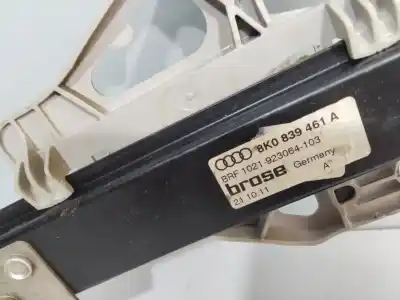 8K0 839 461 A
BRF 1021-923064-103
brose Germany
21.10.11 A